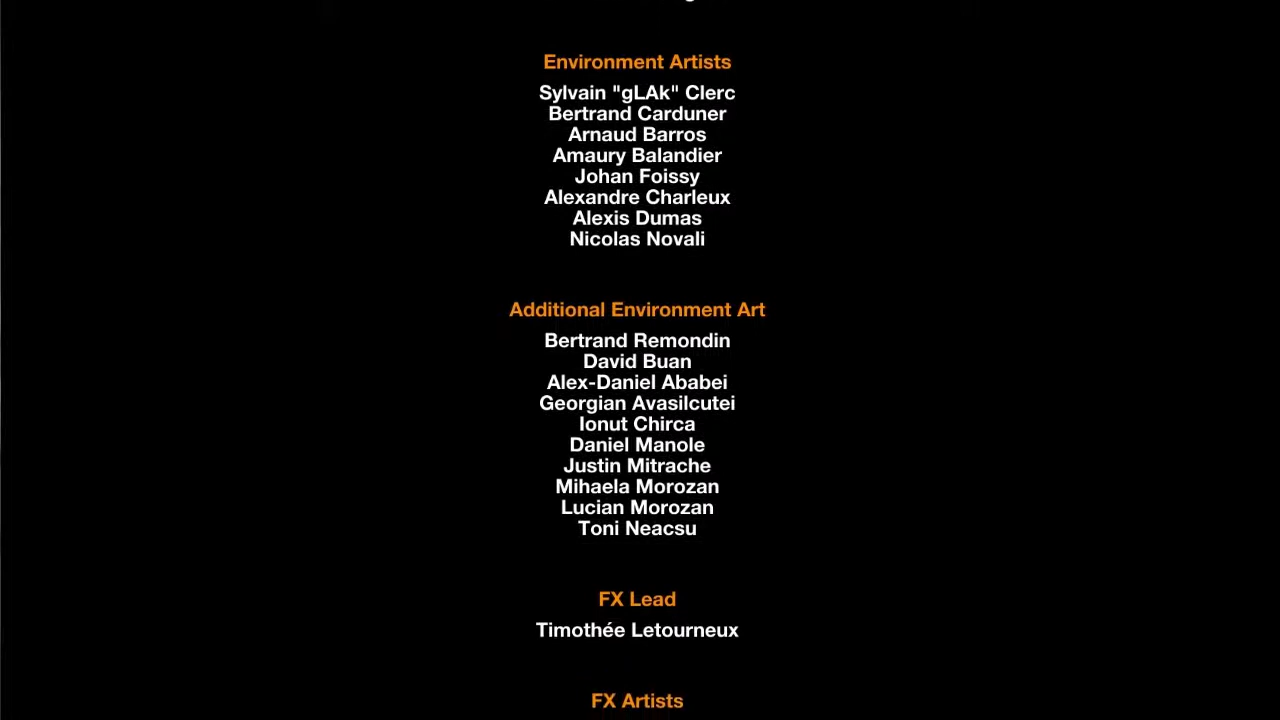 Environment Artists
Sylvain "gLAk" Clerc
Bertrand Carduner
Arnaud Barros
Amaury Balandier
Johan Foissy
Alexandre Charleux
Alexis Dumas
Nicolas Novali
Additional Environment Art
Bertrand Remondin
David Buan
Alex-Daniel Ababei
Georgian Avasilcutei
Ionut Chirca
Daniel Manole
Justin Mitrache
Mihaela Morozan
Lucian Morozan
Toni Neacsu
FX Lead
Timothée Letourneux
FX Artists